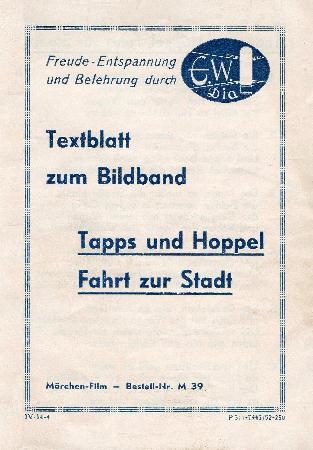 Freude-Entspannung
und Belehrung durch
C.W.
Dia
Textblatt
zum Bildband
Tapps und Hoppel
Fahrt zur Stadt
Märchen-Film – Bestell-Nr. M 39